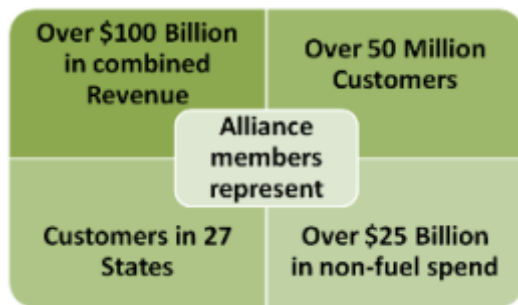 Over $100 Billion
in combined
Revenue
Over 50 Million
Customers
Alliance
members
represent
Customers in 27
States
Over $25 Billion
in non-fuel spend